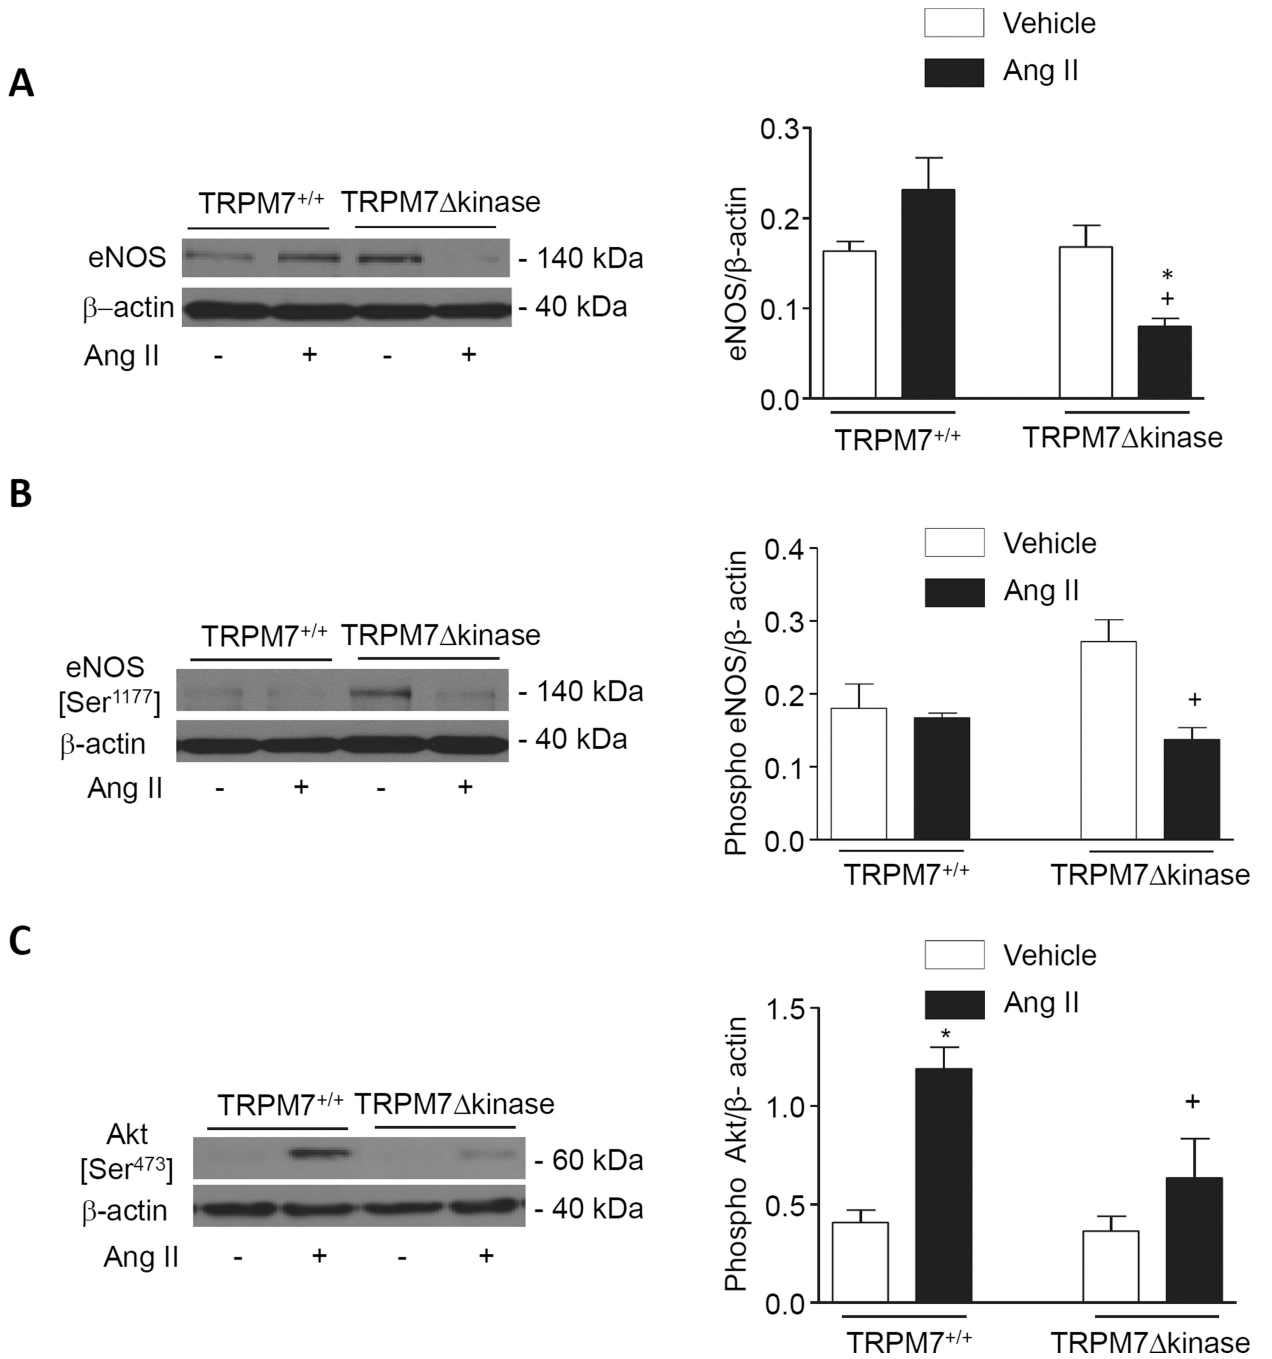 A
Vehicle
Ang II
TRPM7+/+ TRPM7Δkinase
eNOS - 140 kDa
β–actin - 40 kDa
Ang II - + - +
eNOS/β-actin
0.3
0.2
0.1
0.0
*
+
TRPM7+/+ TRPM7Δkinase
B
Vehicle
Ang II
TRPM7+/+ TRPM7Δkinase
eNOS
[Ser1177] - 140 kDa
β-actin - 40 kDa
Ang II - + - +
Phospho eNOS/β- actin
0.4
0.3
0.2
0.1
0.0
+
TRPM7+/+ TRPM7Δkinase
C
Vehicle
Ang II
TRPM7+/+ TRPM7Δkinase
Akt
[Ser473] - 60 kDa
β-actin - 40 kDa
Ang II - + - +
Phospho Akt/β- actin
1.5
1.0
0.5
0.0
*
+
TRPM7+/+ TRPM7Δkinase